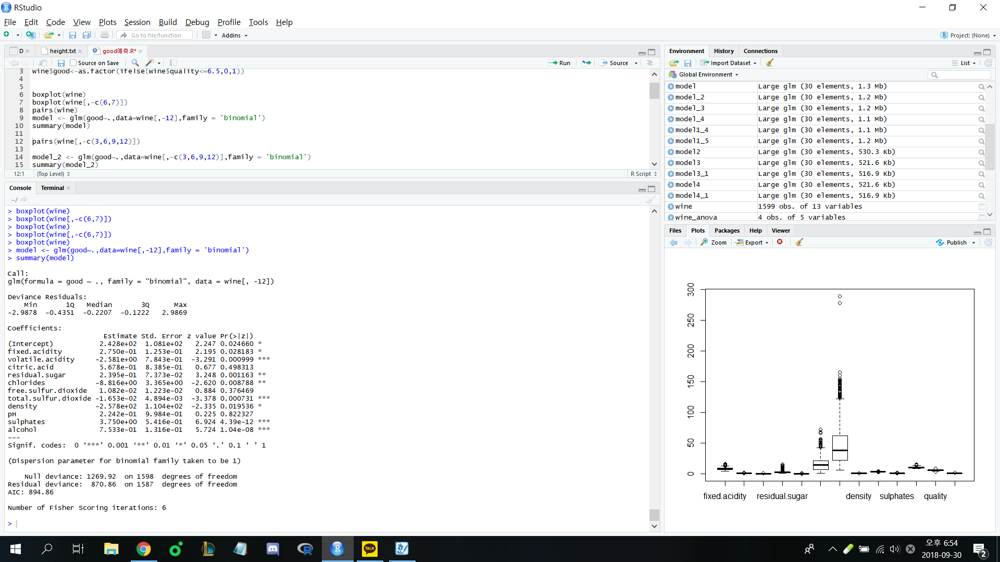 RStudio
File Edit Code View Plots Session Build Debug Profile Tools Help
Go to file/function Addins Project: (None)
D height.txt good예측.R*
Source on Save Run Source
3 wine$good<-as.factor(ifelse(wine$quality<=6.5,0,1))
4
5
6 boxplot(wine)
7 boxplot(wine[,-c(6,7)])
8 pairs(wine)
9 model <- glm(good~.,data=wine[,-12],family = 'binomial')
10 summary(model)
11
12 pairs(wine[,-c(3,6,9,12)])
13
14 model_2 <- glm(good~.,data=wine[,-c(3,6,9,12)],family = 'binomial')
15 summary(model_2)
12:1 (Top Level) R Script
Console Terminal
~/
> boxplot(wine)
> boxplot(wine[,-c(6,7)])
> boxplot(wine)
> boxplot(wine[,-c(6,7)])
> boxplot(wine)
> model <- glm(good~.,data=wine[,-12],family = 'binomial')
> summary(model)
Call:
glm(formula = good ~ ., family = "binomial", data = wine[, -12])
Deviance Residuals:
Min 1Q Median 3Q Max
-2.9878 -0.4351 -0.2207 -0.1222 2.9869
Coefficients:
Estimate Std. Error z value Pr(>|z|)
(Intercept) 2.428e+02 1.081e+02 2.247 0.024660 *
fixed.acidity 2.750e-01 1.253e-01 2.195 0.028183 *
volatile.acidity -2.581e+00 7.843e-01 -3.291 0.000999 ***
citric.acid 5.678e-01 8.385e-01 0.677 0.498313
residual.sugar 2.395e-01 7.373e-02 3.248 0.001163 **
chlorides -8.816e+00 3.365e+00 -2.620 0.008788 **
free.sulfur.dioxide 1.082e-02 1.223e-02 0.884 0.376469
total.sulfur.dioxide -1.653e-02 4.894e-03 -3.378 0.000731 ***
density -2.578e+02 1.104e+02 -2.335 0.019536 *
pH 2.242e-01 9.984e-01 0.225 0.822327
sulphates 3.750e+00 5.416e-01 6.924 4.39e-12 ***
alcohol 7.533e-01 1.316e-01 5.724 1.04e-08 ***
---
Signif. codes: 0 ‘***’ 0.001 ‘**’ 0.01 ‘*’ 0.05 ‘.’ 0.1 ‘ ’ 1
(Dispersion parameter for binomial family taken to be 1)
Null deviance: 1269.92 on 1598 degrees of freedom
Residual deviance: 870.86 on 1587 degrees of freedom
AIC: 894.86
Number of Fisher Scoring iterations: 6
>
Environment History Connections
Import Dataset List
Global Environment
model Large glm (30 elements, 1.3 Mb)
model_2 Large glm (30 elements, 1.2 Mb)
model_3 Large glm (30 elements, 1.2 Mb)
model_4 Large glm (30 elements, 1.1 Mb)
model1_4 Large glm (30 elements, 1.1 Mb)
model1_5 Large glm (30 elements, 1.2 Mb)
model2 Large glm (30 elements, 530.3 Kb)
model3 Large glm (30 elements, 521.6 Kb)
model3_1 Large glm (30 elements, 516.9 Kb)
model4 Large glm (30 elements, 521.6 Kb)
model4_1 Large glm (30 elements, 516.9 Kb)
wine 1599 obs. of 13 variables
wine_anova 4 obs. of 5 variables
Files Plots Packages Help Viewer
Zoom Export Publish
300
250
200
150
100
50
0
fixed.acidity residual.sugar density sulphates quality
TALK
오후 6:54
2018-09-30
2